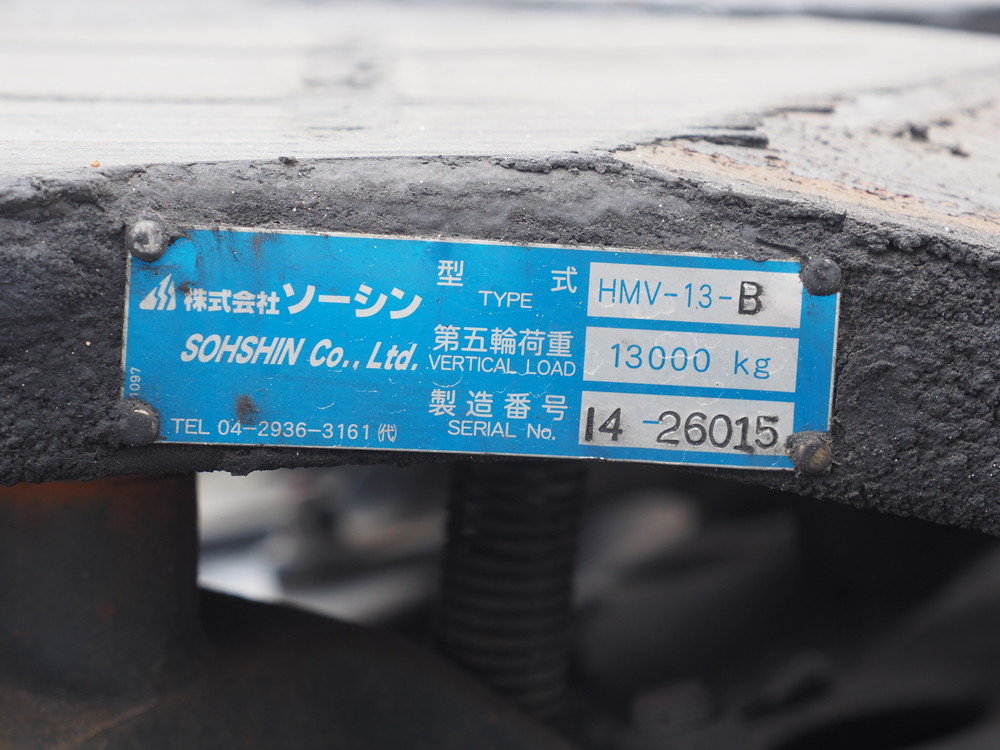 株式会社ソーシン
SOHSHIN Co., Ltd.
TEL 04-2936-3161㈹
1097
型 式 HMV-13-B
TYPE
第五輪荷重 13000 kg
VERTICAL LOAD
製造番号 14-26015
SERIAL No.